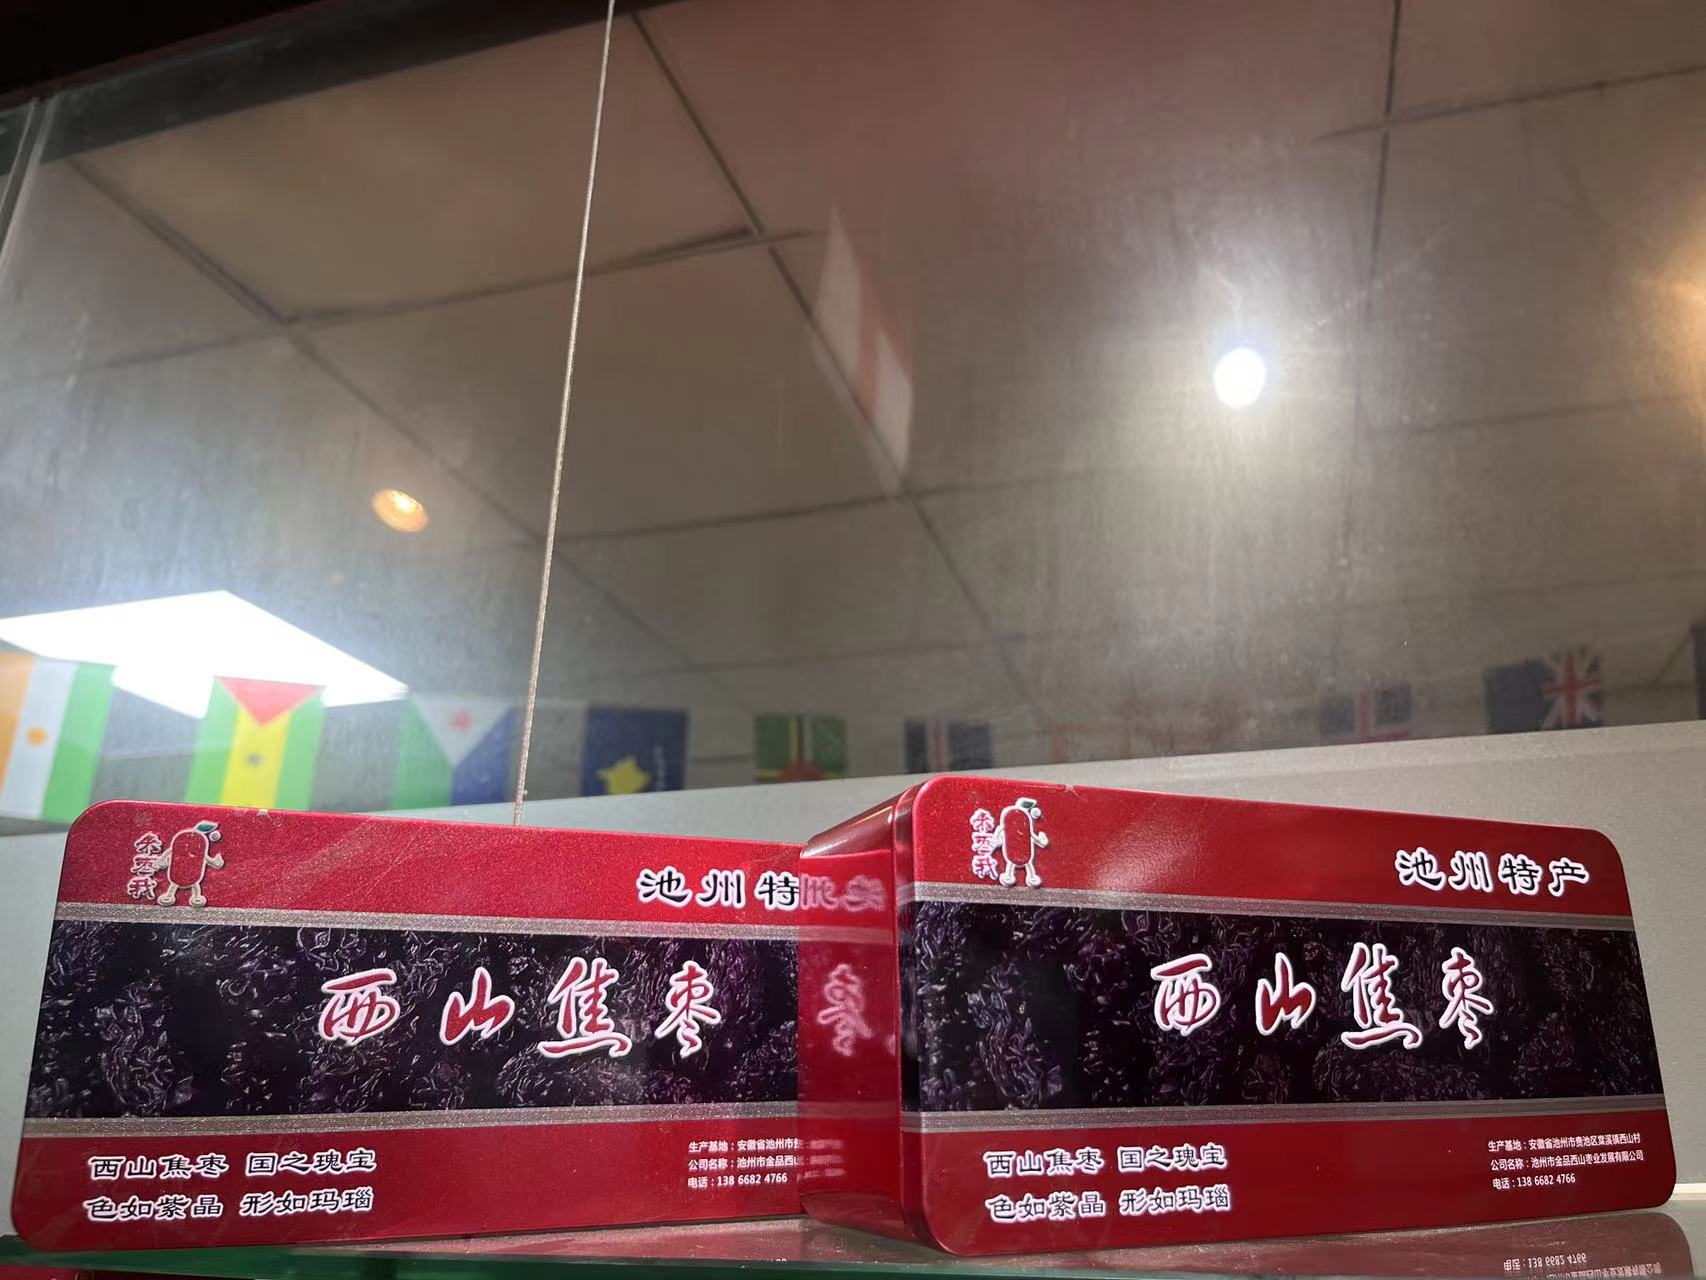 朱枣我
池州特
西山焦枣
西山焦枣 国之瑰宝
色如紫晶 形如玛瑙
生产基地：安徽省池州市贵
公司名称：池州市金品西山
电话：138 6682 4766
朱枣我
池州特产
西山焦枣
西山焦枣 国之瑰宝
色如紫晶 形如玛瑙
生产基地：安徽省池州市贵池区棠溪镇西山村
公司名称：池州市金品西山枣业发展有限公司
电话：138 6682 4766